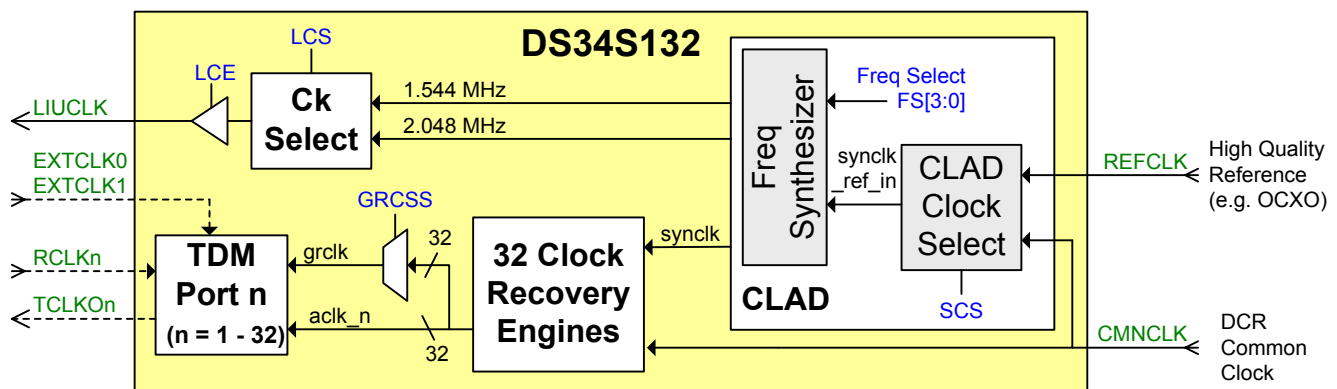 DS34S132
LCS
LCE
LIUCLK
Ck
Select
1.544 MHz
2.048 MHz
Freq
Synthesizer
Freq Select
FS[3:0]
synclk
_ref_in
CLAD
Clock
Select
SCS
CLAD
REFCLK
High Quality
Reference
(e.g. OCXO)
EXTCLK0
EXTCLK1
RCLKn
TCLKOn
TDM
Port n
(n = 1 - 32)
GRCSS
grclk
32
aclk_n
32
32 Clock
Recovery
Engines
synclk
CMNCLK
DCR
Common
Clock